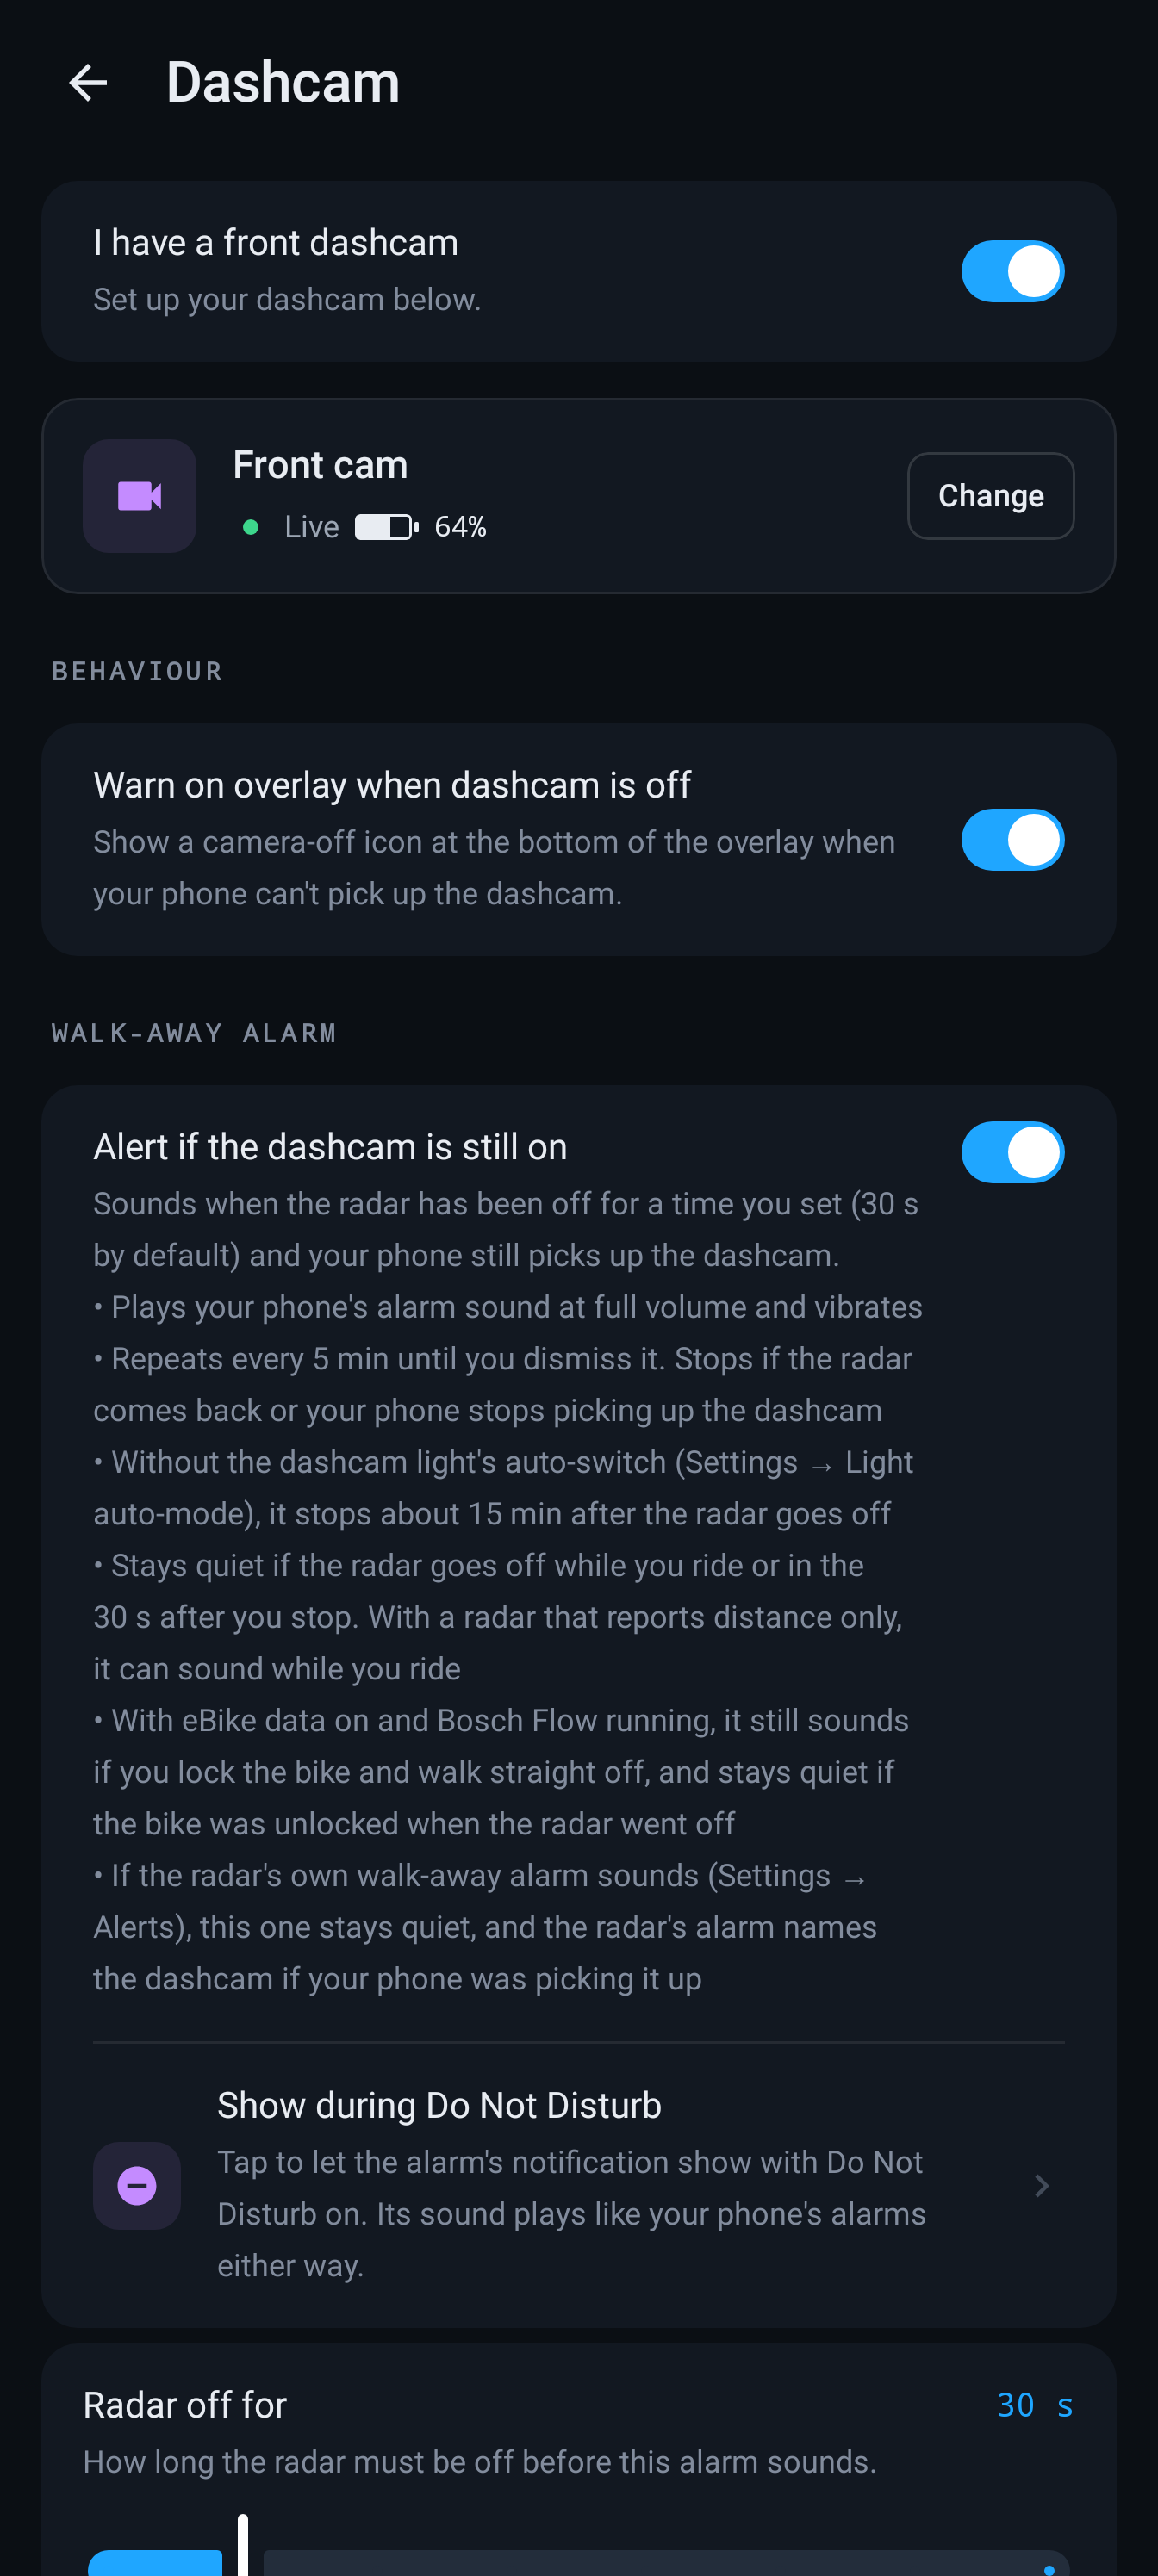 Dashcam
I have a front dashcam
Set up your dashcam below.
Front cam
Live 64%
Change
BEHAVIOUR
Warn on overlay when dashcam is off
Show a camera-off icon at the bottom of the overlay when
your phone can't pick up the dashcam.
WALK-AWAY ALARM
Alert if the dashcam is still on
Sounds when the radar has been off for a time you set (30 s
by default) and your phone still picks up the dashcam.
• Plays your phone's alarm sound at full volume and vibrates
• Repeats every 5 min until you dismiss it. Stops if the radar
comes back or your phone stops picking up the dashcam
• Without the dashcam light's auto-switch (Settings → Light
auto-mode), it stops about 15 min after the radar goes off
• Stays quiet if the radar goes off while you ride or in the
30 s after you stop. With a radar that reports distance only,
it can sound while you ride
• With eBike data on and Bosch Flow running, it still sounds
if you lock the bike and walk straight off, and stays quiet if
the bike was unlocked when the radar went off
• If the radar's own walk-away alarm sounds (Settings →
Alerts), this one stays quiet, and the radar's alarm names
the dashcam if your phone was picking it up
Show during Do Not Disturb
Tap to let the alarm's notification show with Do Not
Disturb on. Its sound plays like your phone's alarms
either way.
Radar off for
30 s
How long the radar must be off before this alarm sounds.